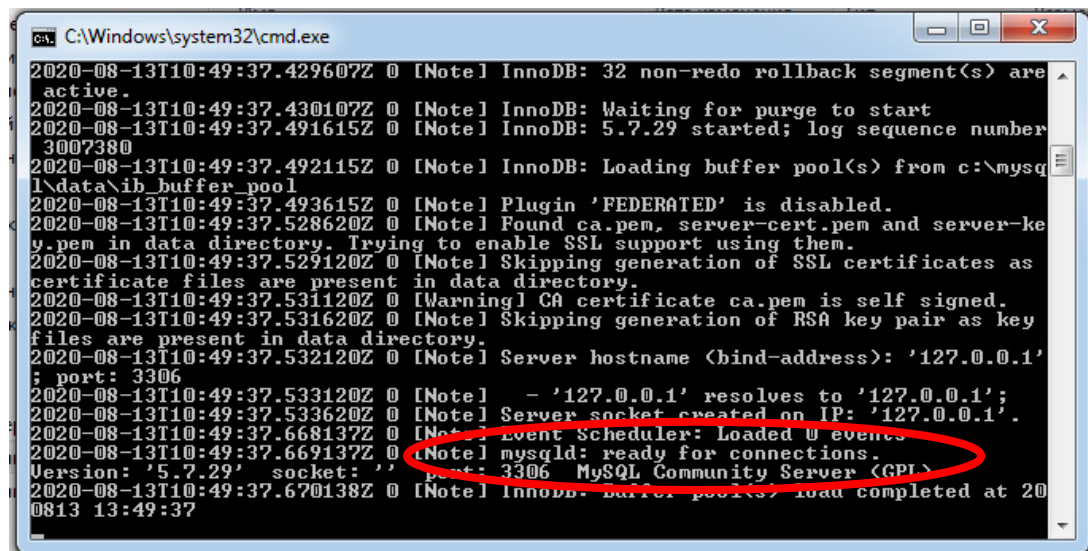 C:\Windows\system32\cmd.exe
2020-08-13T10:49:37.429607Z 0 [Note] InnoDB: 32 non-redo rollback segment(s) are
 active.
2020-08-13T10:49:37.430107Z 0 [Note] InnoDB: Waiting for purge to start
2020-08-13T10:49:37.491615Z 0 [Note] InnoDB: 5.7.29 started; log sequence number
 3007380
2020-08-13T10:49:37.492115Z 0 [Note] InnoDB: Loading buffer pool(s) from c:\mysq
l\data\ib_buffer_pool
2020-08-13T10:49:37.493615Z 0 [Note] Plugin 'FEDERATED' is disabled.
2020-08-13T10:49:37.528620Z 0 [Note] Found ca.pem, server-cert.pem and server-ke
y.pem in data directory. Trying to enable SSL support using them.
2020-08-13T10:49:37.529120Z 0 [Note] Skipping generation of SSL certificates as
certificate files are present in data directory.
2020-08-13T10:49:37.531120Z 0 [Warning] CA certificate ca.pem is self signed.
2020-08-13T10:49:37.531620Z 0 [Note] Skipping generation of RSA key pair as key
files are present in data directory.
2020-08-13T10:49:37.532120Z 0 [Note] Server hostname (bind-address): '127.0.0.1'
; port: 3306
2020-08-13T10:49:37.533120Z 0 [Note]   - '127.0.0.1' resolves to '127.0.0.1';
2020-08-13T10:49:37.533620Z 0 [Note] Server socket created on IP: '127.0.0.1'.
2020-08-13T10:49:37.668137Z 0 [Note] Event Scheduler: Loaded 0 events
2020-08-13T10:49:37.669137Z 0 [Note] mysqld: ready for connections.
Version: '5.7.29'  socket: ''  port: 3306  MySQL Community Server (GPL)
2020-08-13T10:49:37.670138Z 0 [Note] InnoDB: Buffer pool(s) load completed at 20
0813 13:49:37